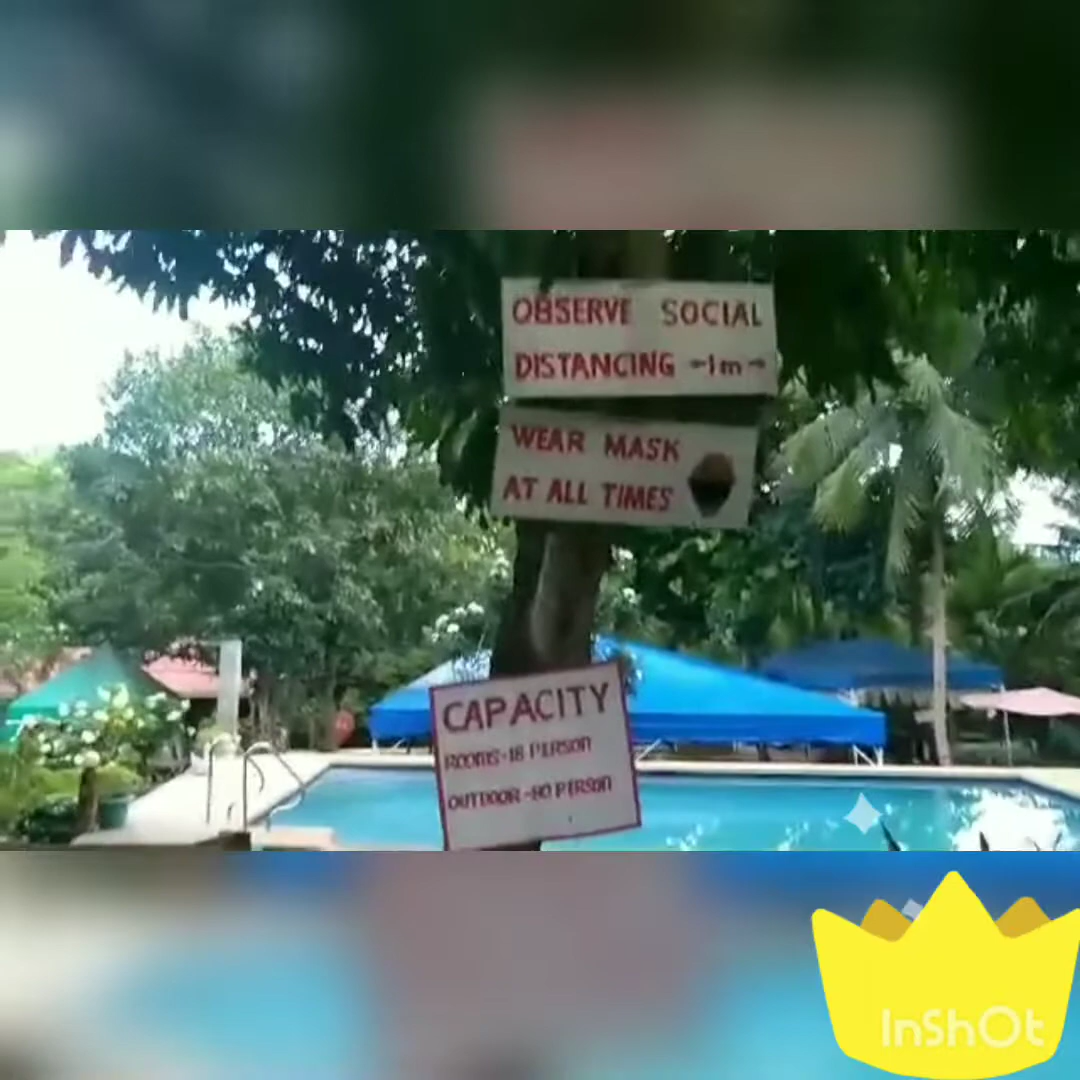 OBSERVE SOCIAL
DISTANCING -1m-
WEAR MASK
AT ALL TIMES
CAPACITY
ROOMS-18 PERSON
OUTDOOR-80 PERSON
InShOt